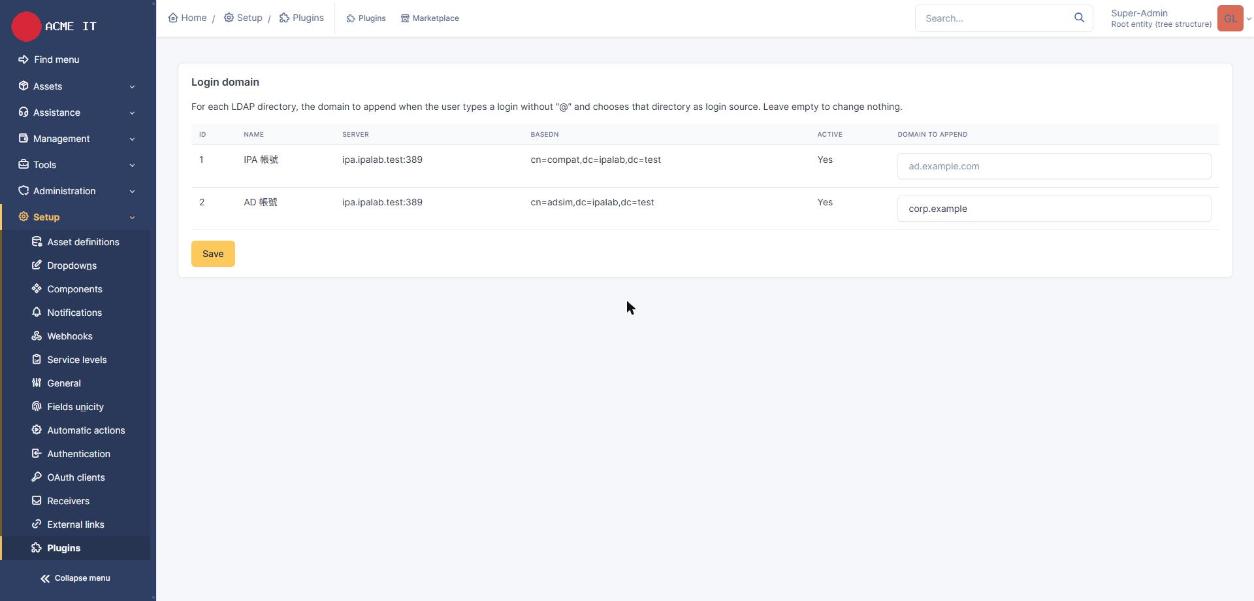 ACME IT
Home / Setup / Plugins Plugins Marketplace
Search...
Super-Admin
Root entity (tree structure)
GL
Find menu
Assets
Assistance
Management
Tools
Administration
Setup
Asset definitions
Dropdowns
Components
Notifications
Webhooks
Service levels
General
Fields unicity
Automatic actions
Authentication
OAuth clients
Receivers
External links
Plugins
Collapse menu
Login domain
For each LDAP directory, the domain to append when the user types a login without "@" and chooses that directory as login source. Leave empty to change nothing.
ID NAME SERVER BASEDN ACTIVE DOMAIN TO APPEND
1 IPA 帳號 ipa.ipalab.test:389 cn=compat,dc=ipalab,dc=test Yes ad.example.com
2 AD 帳號 ipa.ipalab.test:389 cn=adsim,dc=ipalab,dc=test Yes corp.example
Save